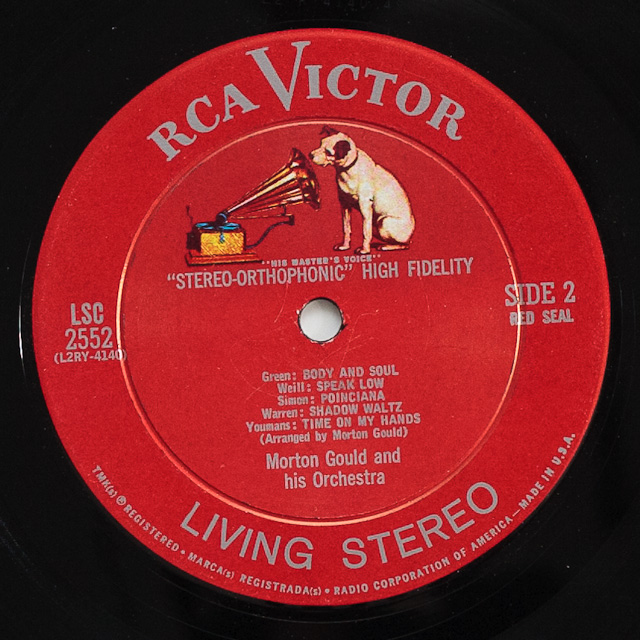 RCA VICTOR
"HIS MASTER'S VOICE"
"STEREO-ORTHOPHONIC" HIGH FIDELITY
LSC
2552
(L2RY-4140)
SIDE 2
RED SEAL
Green: BODY AND SOUL
Weill: SPEAK LOW
Simon: POINCIANA
Warren: SHADOW WALTZ
Youmans: TIME ON MY HANDS
(Arranged by Morton Gould)
Morton Gould and
his Orchestra
LIVING STEREO
TMK(s) ® REGISTERED • MARCA(s) REGISTRADA(s) • RADIO CORPORATION OF AMERICA—MADE IN U.S.A.